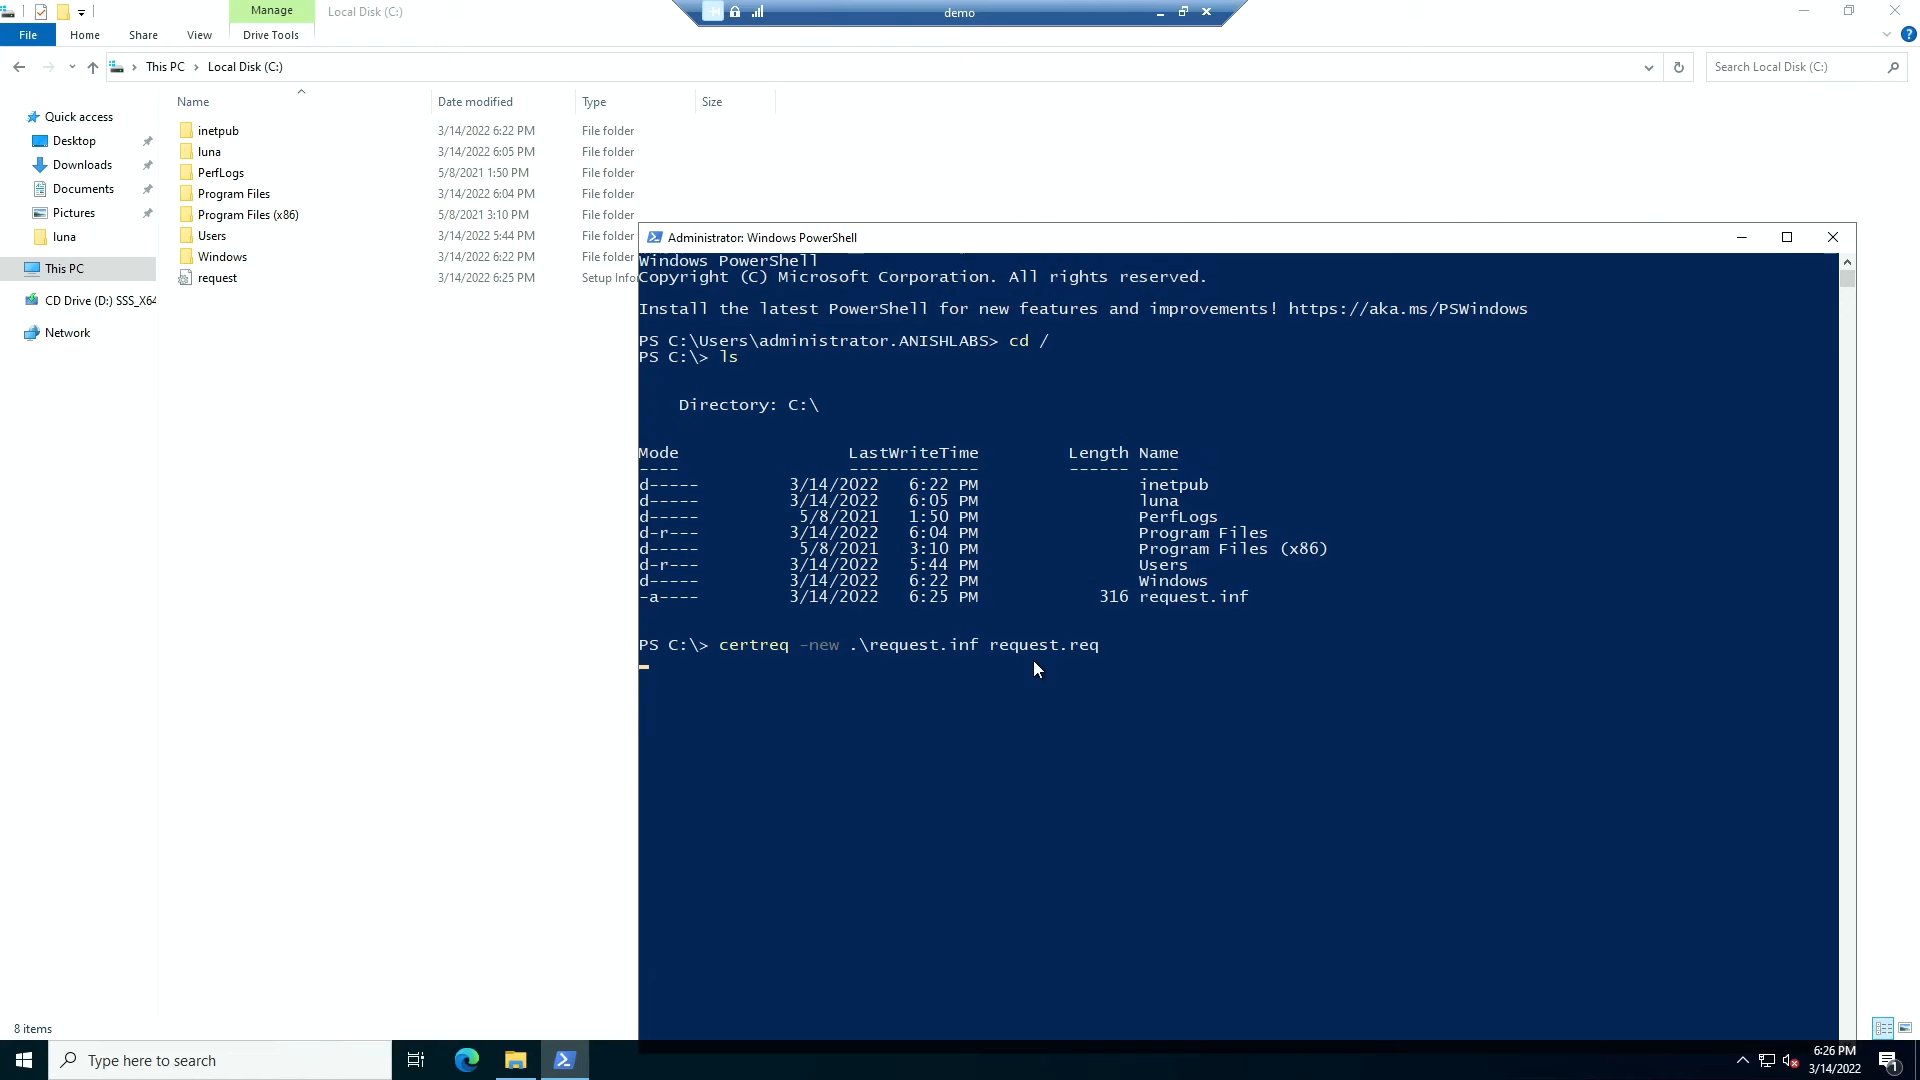 Manage
Local Disk (C:)
demo
File
Home
Share
View
Drive Tools
This PC
Local Disk (C:)
Search Local Disk (C:)
Name
Date modified
Type
Size
Quick access
Desktop
Downloads
Documents
Pictures
luna
This PC
CD Drive (D:) SSS_X64
Network
inetpub 3/14/2022 6:22 PM File folder
luna 3/14/2022 6:05 PM File folder
PerfLogs 5/8/2021 1:50 PM File folder
Program Files 3/14/2022 6:04 PM File folder
Program Files (x86) 5/8/2021 3:10 PM File folder
Users 3/14/2022 5:44 PM File folder
Windows 3/14/2022 6:22 PM File folder
request 3/14/2022 6:25 PM Setup Info
Administrator: Windows PowerShell
Windows PowerShell
Copyright (C) Microsoft Corporation. All rights reserved.
Install the latest PowerShell for new features and improvements! https://aka.ms/PSWindows
PS C:\Users\administrator.ANISHLABS> cd /
PS C:\> ls
Directory: C:\
Mode LastWriteTime Length Name
---- ------------- ------ ----
d----- 3/14/2022 6:22 PM inetpub
d----- 3/14/2022 6:05 PM luna
d----- 5/8/2021 1:50 PM PerfLogs
d-r--- 3/14/2022 6:04 PM Program Files
d----- 5/8/2021 3:10 PM Program Files (x86)
d-r--- 3/14/2022 5:44 PM Users
d----- 3/14/2022 6:22 PM Windows
-a---- 3/14/2022 6:25 PM 316 request.inf
PS C:\> certreq -new .\request.inf request.req
8 items
Type here to search
6:26 PM
3/14/2022
1